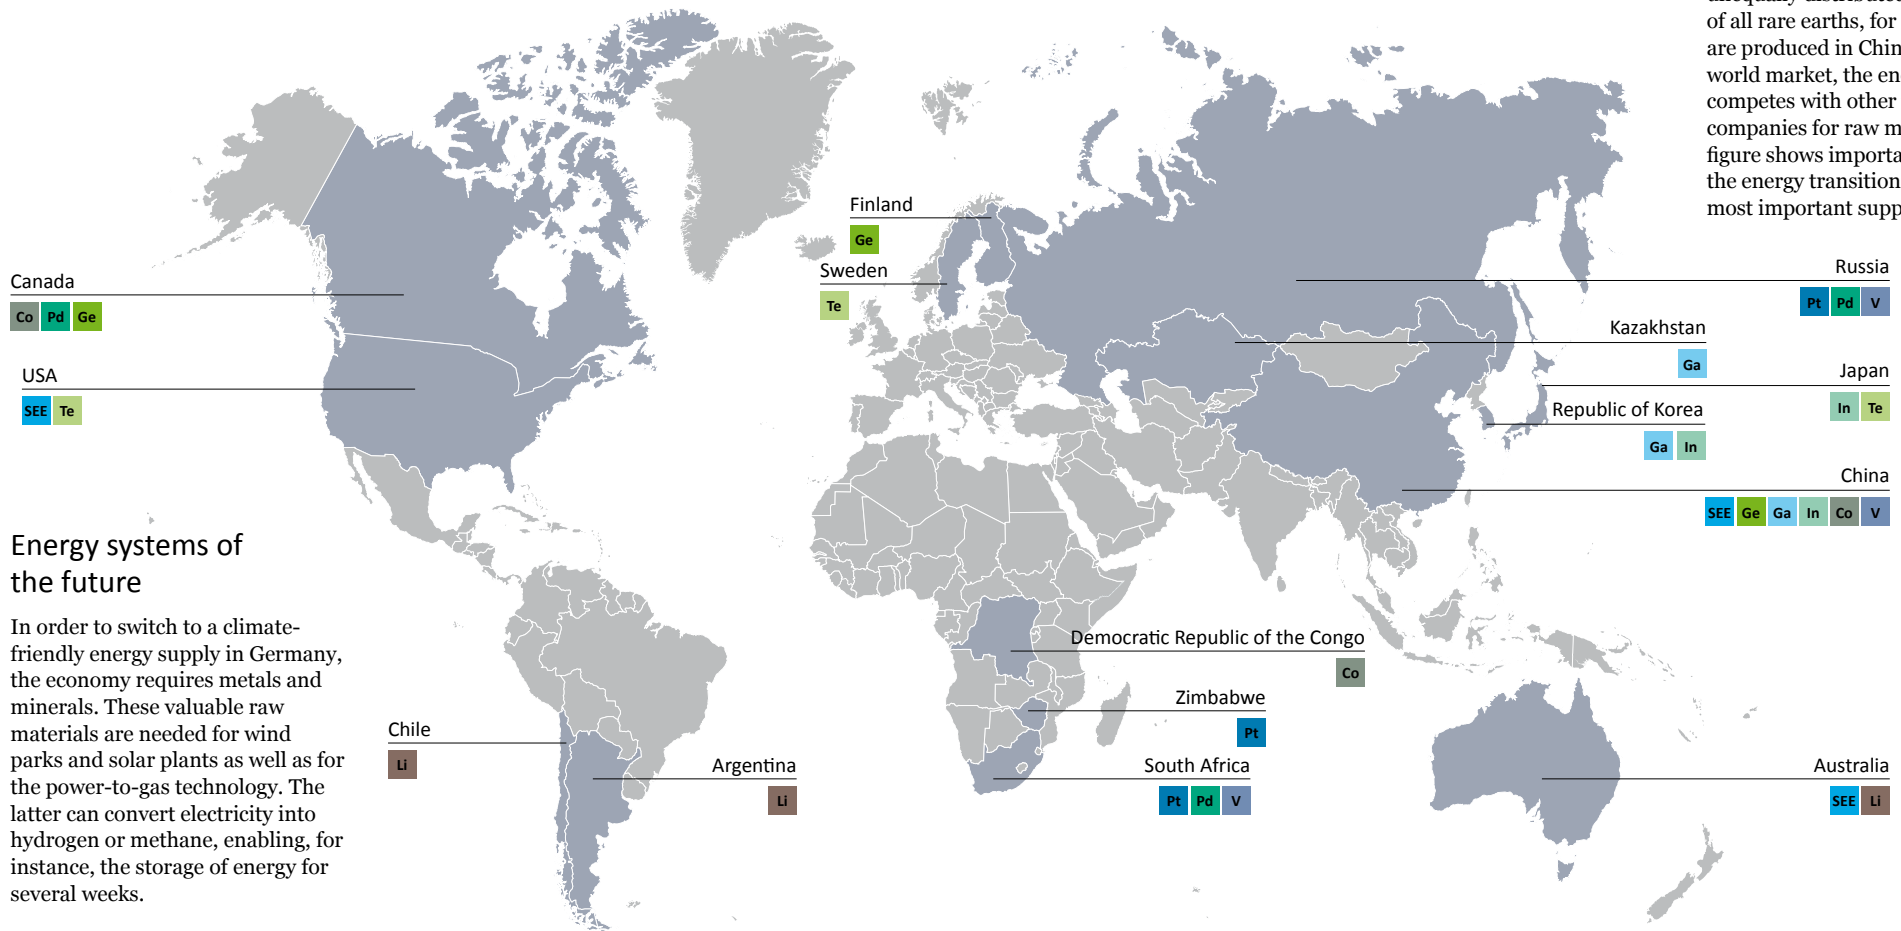 of all rare earths, for
are produced in Chin
world market, the en
competes with other
companies for raw m
figure shows importa
the energy transition
most important supp
Finland
Ge
Sweden
Te
Canada
Co Pd Ge
USA
SEE Te
Russia
Pt Pd V
Kazakhstan
Ga
Japan
In Te
Republic of Korea
Ga In
China
SEE Ge Ga In Co V
Energy systems of
the future
In order to switch to a climate-
friendly energy supply in Germany,
the economy requires metals and
minerals. These valuable raw
materials are needed for wind
parks and solar plants as well as for
the power-to-gas technology. The
latter can convert electricity into
hydrogen or methane, enabling, for
instance, the storage of energy for
several weeks.
Democratic Republic of the Congo
Co
Zimbabwe
Pt
South Africa
Pt Pd V
Chile
Li
Argentina
Li
Australia
SEE Li